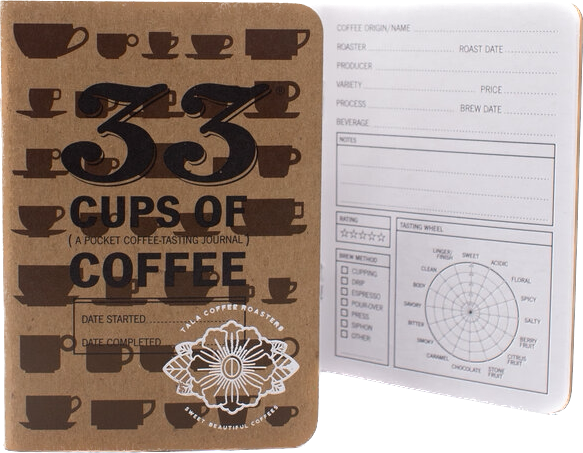 33
CUPS OF
( A POCKET COFFEE-TASTING JOURNAL )
COFFEE
DATE STARTED
DATE COMPLETED
TALA COFFEE ROASTERS
SWEET. BEAUTIFUL. COFFEES.
COFFEE ORIGIN/NAME
ROASTER ROAST DATE
PRODUCER
VARIETY PRICE
PROCESS BREW DATE
BEVERAGE
NOTES
RATING
BREW METHOD
CUPPING
DRIP
ESPRESSO
POUR-OVER
PRESS
SIPHON
OTHER
TASTING WHEEL
SWEET
ACIDIC
FLORAL
SPICY
SALTY
BERRY FRUIT
CITRUS FRUIT
STONE FRUIT
CHOCOLATE
CARAMEL
SMOKY
BITTER
SAVORY
BODY
CLEAN
LINGER/
FINISH